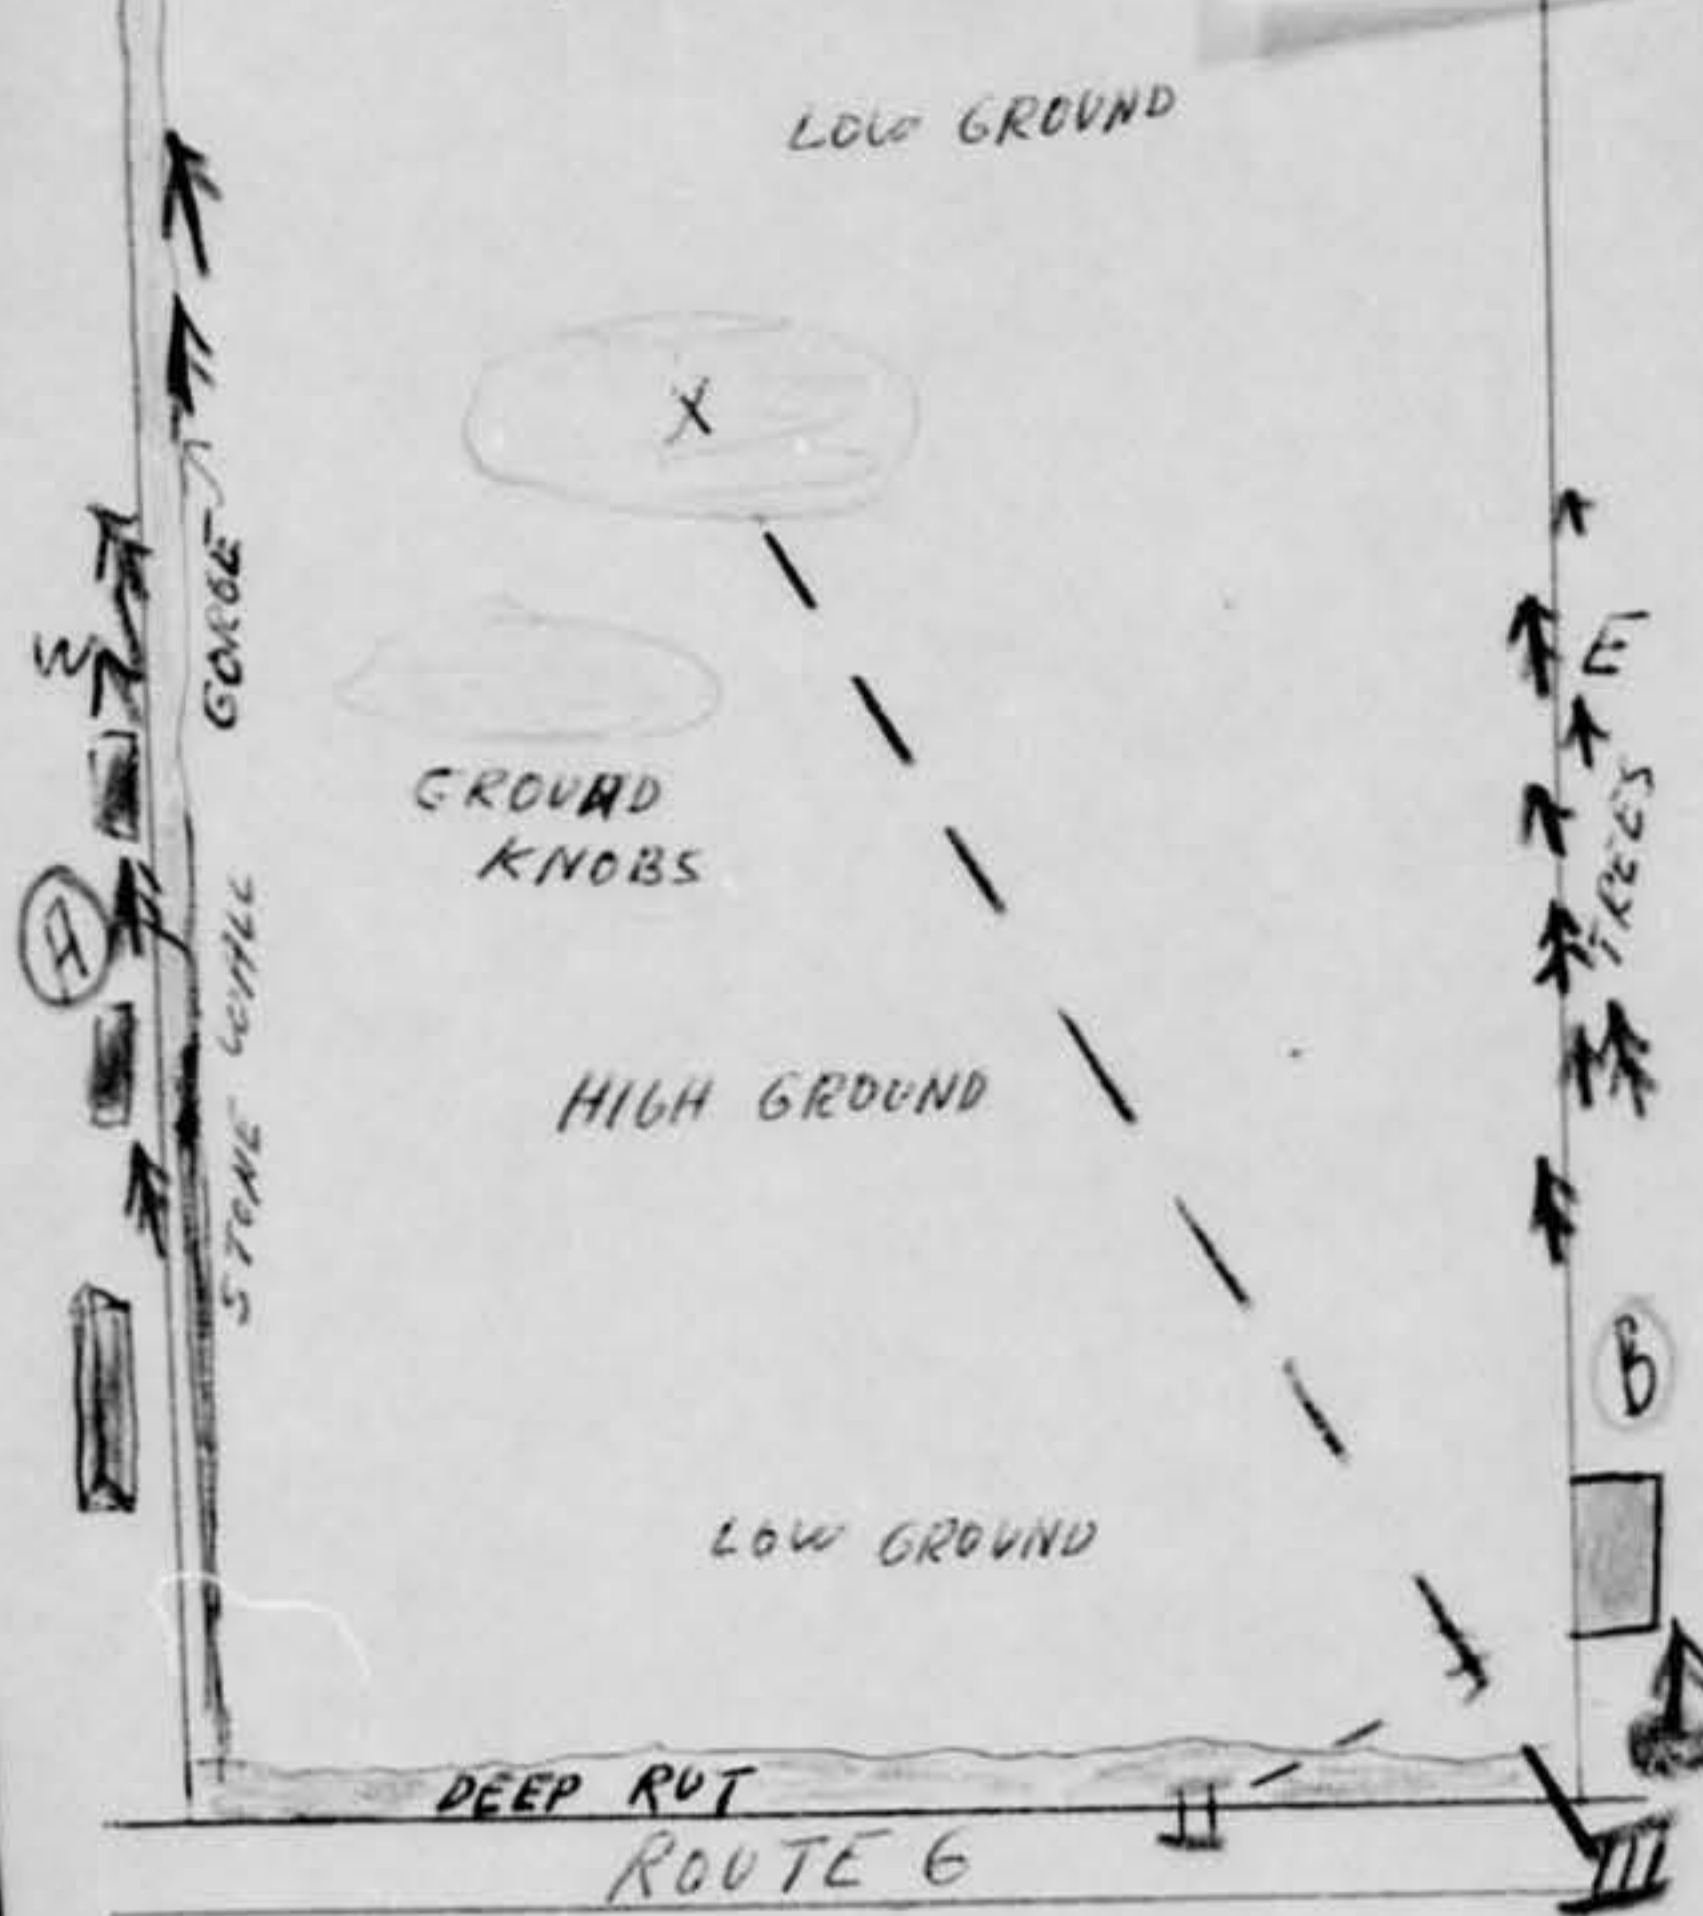 LOW GROUND
X
GORGE
W
E
TREES
GROUND
KNOBS
A
STONE WALL
HIGH GROUND
B
LOW GROUND
DEEP RUT
II
ROUTE 6
III